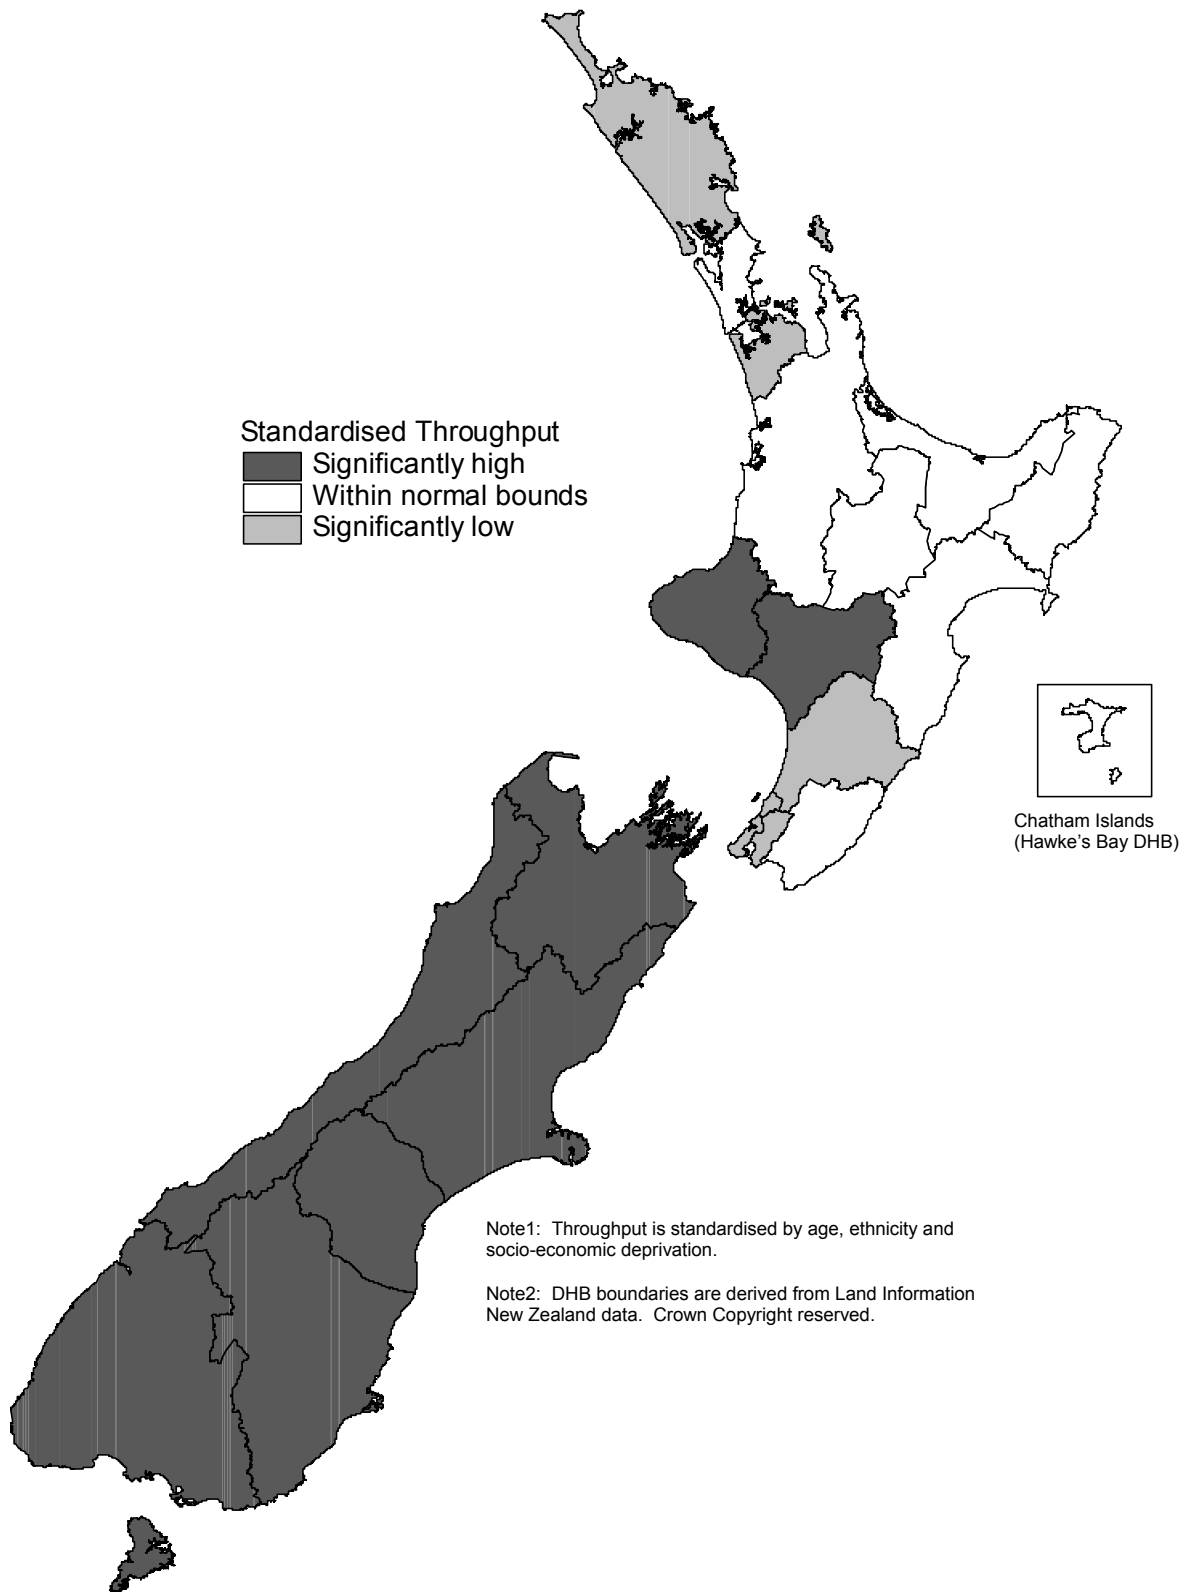 Standardised Throughput
Significantly high
Within normal bounds
Significantly low
Chatham Islands
(Hawke's Bay DHB)
Note1:  Throughput is standardised by age, ethnicity and
socio-economic deprivation.
Note2:  DHB boundaries are derived from Land Information
New Zealand data.  Crown Copyright reserved.